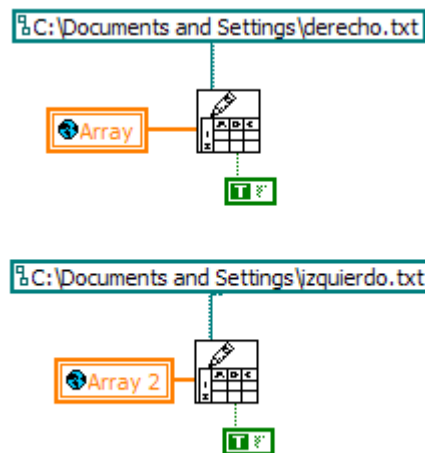 C:\Documents and Settings\derecho.txt
Array
T
C:\Documents and Settings\izquierdo.txt
Array 2
T